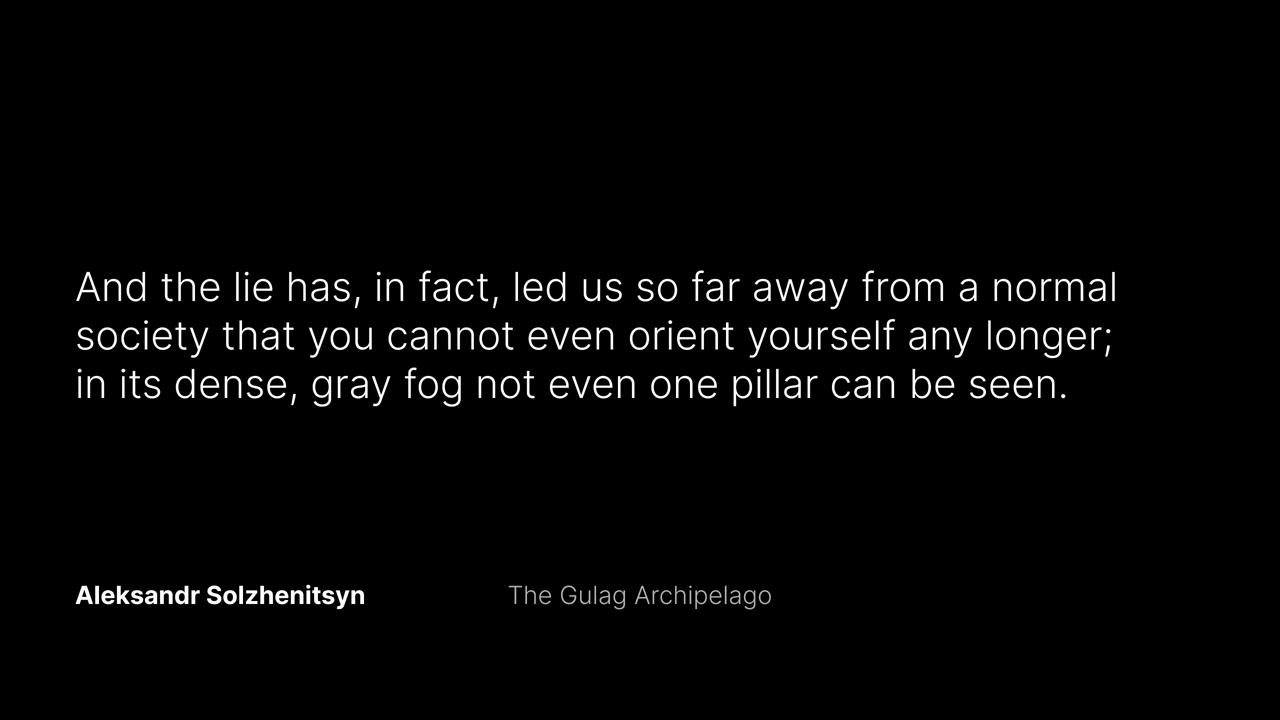 And the lie has, in fact, led us so far away from a normal
society that you cannot even orient yourself any longer;
in its dense, gray fog not even one pillar can be seen.
Aleksandr Solzhenitsyn
The Gulag Archipelago